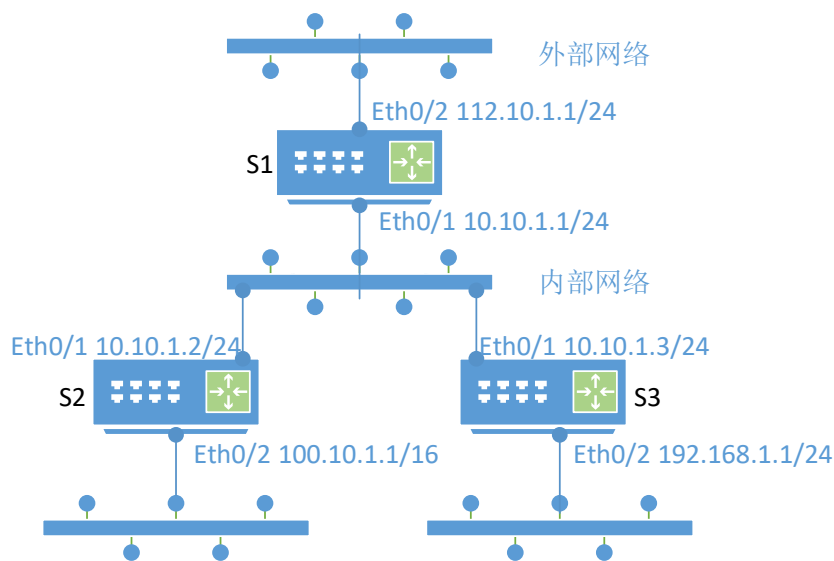 外部网络
Eth0/2 112.10.1.1/24
S1
Eth0/1 10.10.1.1/24
内部网络
Eth0/1 10.10.1.2/24
Eth0/1 10.10.1.3/24
S2
S3
Eth0/2 100.10.1.1/16
Eth0/2 192.168.1.1/24